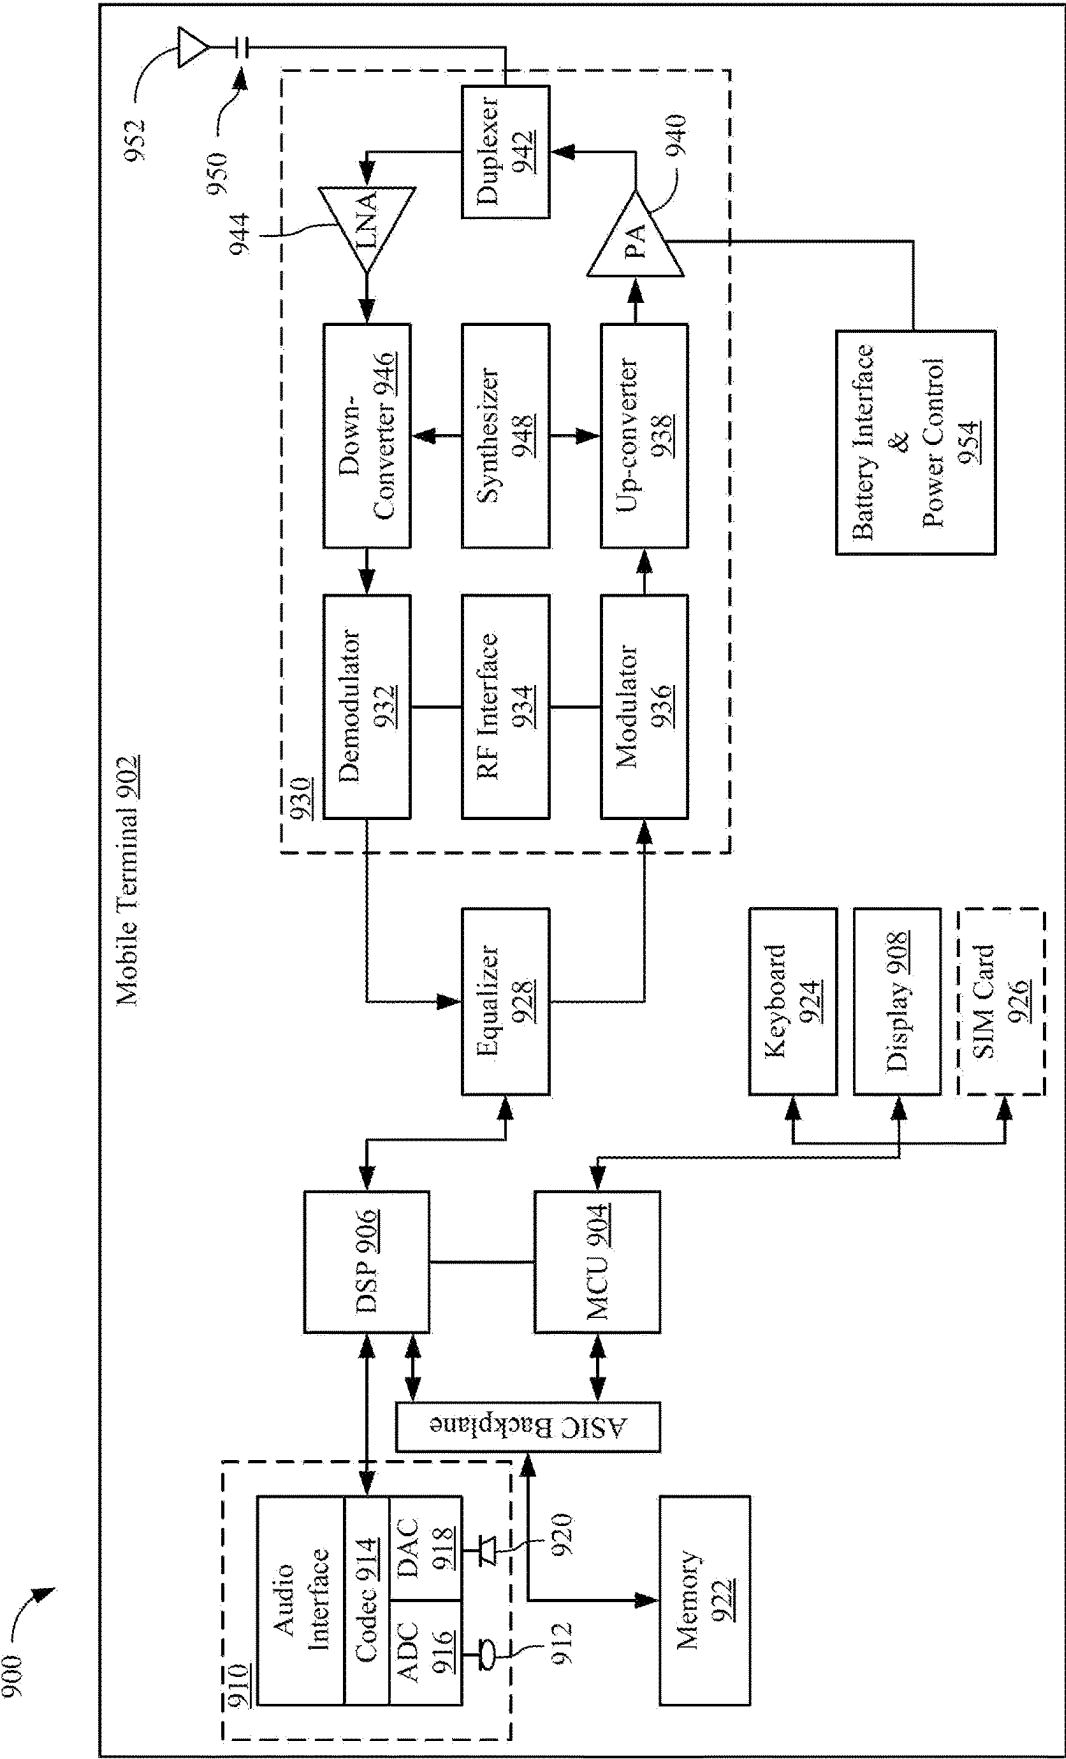 900
Mobile Terminal 902
910
Audio
Interface
Codec 914
ADC
916
DAC
918
912
920
ASIC Backplane
Memory
922
DSP 906
MCU 904
Equalizer
928
Keyboard
924
Display 908
SIM Card
926
930
Demodulator
932
RF Interface
934
Modulator
936
Down-
Converter 946
Synthesizer
948
Up-converter
938
LNA
944
PA
940
Duplexer
942
950
952
Battery Interface
&
Power Control
954